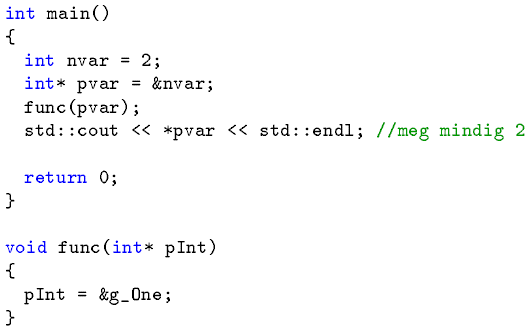 int main()
{
  int nvar = 2;
  int* pvar = &nvar;
  func(pvar);
  std::cout << *pvar << std::endl; //meg mindig 2

  return 0;
}

void func(int* pInt)
{
  pInt = &g_One;
}